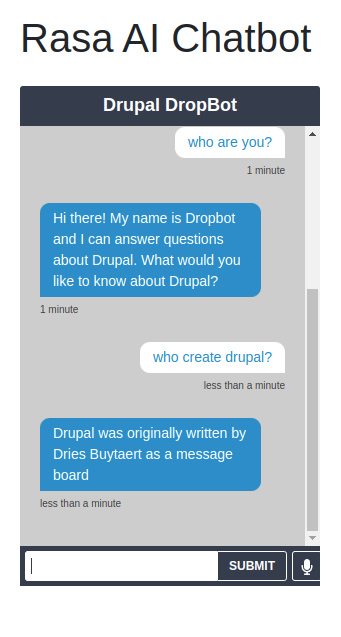 Rasa AI Chatbot
Drupal DropBot
who are you?
1 minute
Hi there! My name is Dropbot
and I can answer questions
about Drupal. What would you
like to know about Drupal?
1 minute
who create drupal?
less than a minute
Drupal was originally written by
Dries Buytaert as a message
board
less than a minute
SUBMIT